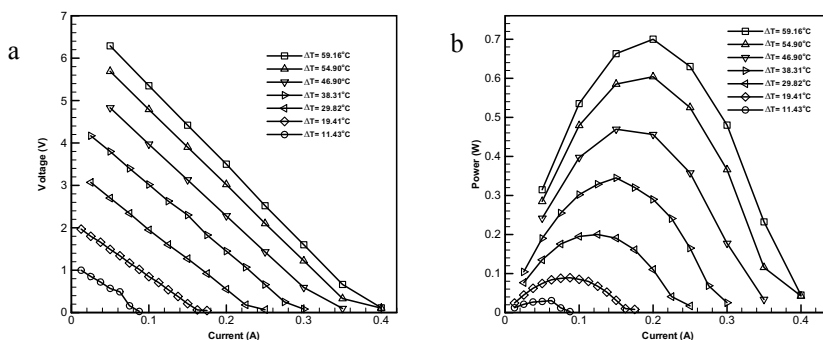 a
7
6
5
4
3
2
1
0
Voltage (V)
0
0.1
0.2
0.3
0.4
Current (A)
ΔT= 59.16°C
ΔT= 54.90°C
ΔT= 46.90°C
ΔT= 38.31°C
ΔT= 29.82°C
ΔT= 19.41°C
ΔT= 11.43°C
b
0.7
0.6
0.5
0.4
0.3
0.2
0.1
0
Power (W)
0
0.1
0.2
0.3
0.4
Current (A)
ΔT= 59.16°C
ΔT= 54.90°C
ΔT= 46.90°C
ΔT= 38.31°C
ΔT= 29.82°C
ΔT= 19.41°C
ΔT= 11.43°C